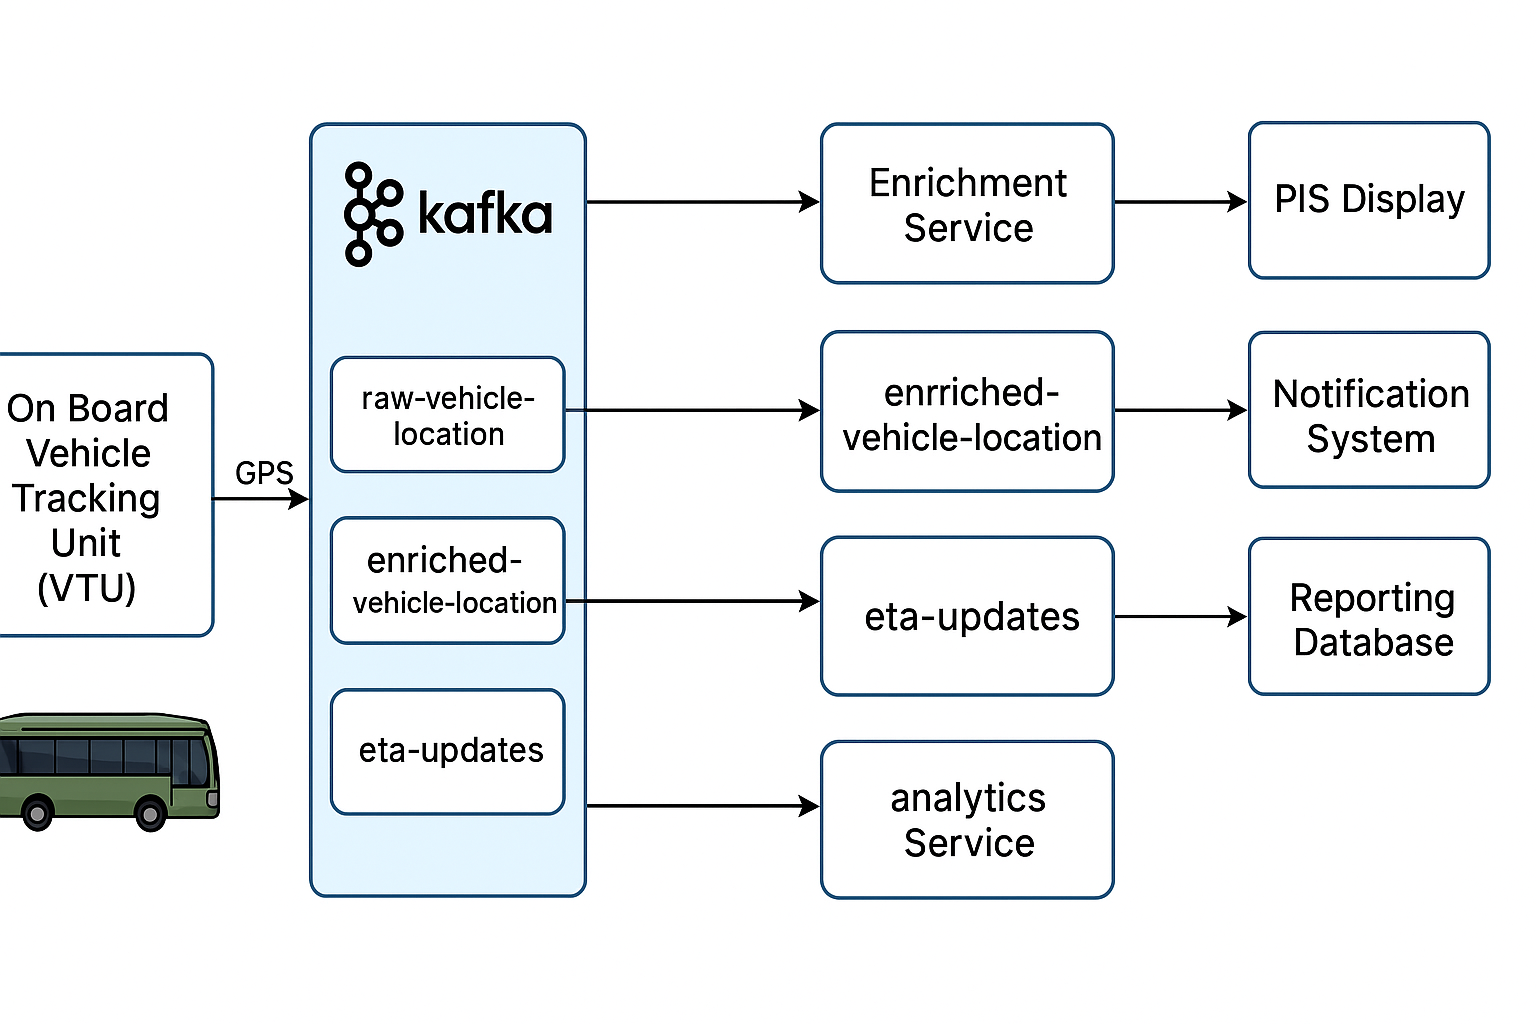 On Board
Vehicle
Tracking
Unit
(VTU)
GPS
kafka
raw-vehicle-
location
enriched-
vehicle-location
eta-updates
Enrichment
Service
enrriched-
vehicle-location
eta-updates
analytics
Service
PIS Display
Notification
System
Reporting
Database